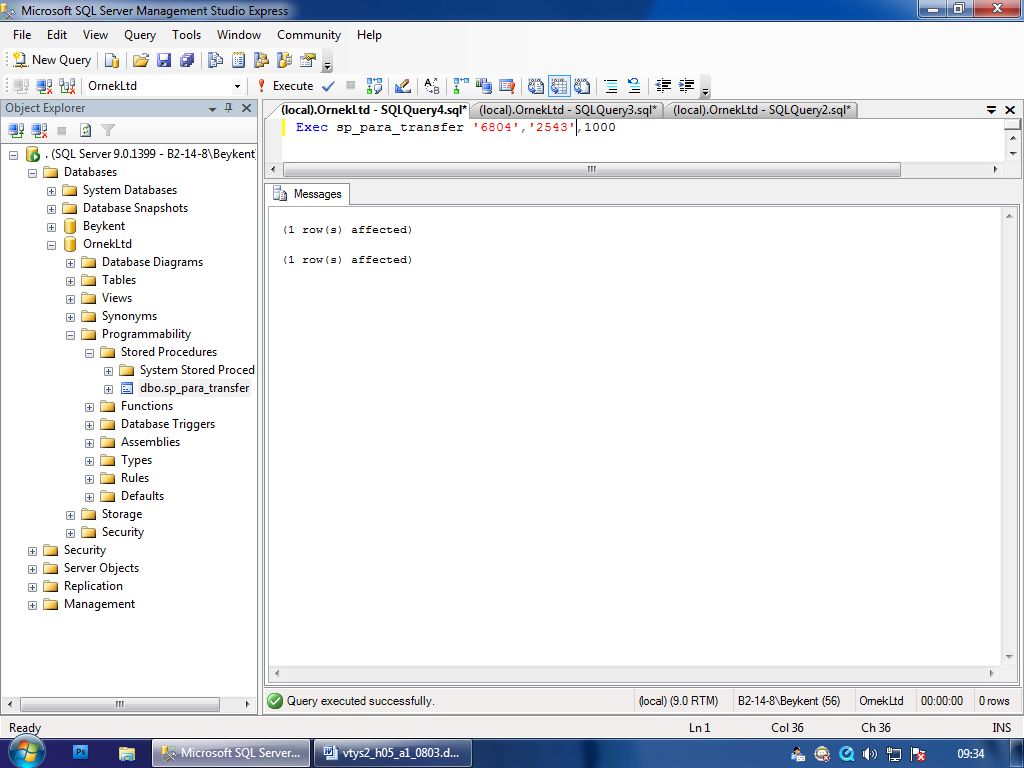 Microsoft SQL Server Management Studio Express
File Edit View Query Tools Window Community Help
New Query
OrnekLtd Execute
Object Explorer
(local).OrnekLtd - SQLQuery4.sql* (local).OrnekLtd - SQLQuery3.sql* (local).OrnekLtd - SQLQuery2.sql*
Exec sp_para_transfer '6804','2543',1000
. (SQL Server 9.0.1399 - B2-14-8\Beykent
Databases
System Databases
Database Snapshots
Beykent
OrnekLtd
Database Diagrams
Tables
Views
Synonyms
Programmability
Stored Procedures
System Stored Proced
dbo.sp_para_transfer
Functions
Database Triggers
Assemblies
Types
Rules
Defaults
Storage
Security
Security
Server Objects
Replication
Management
Messages
(1 row(s) affected)
(1 row(s) affected)
Query executed successfully. (local) (9.0 RTM) B2-14-8\Beykent (56) OrnekLtd 00:00:00 0 rows
Ready Ln 1 Col 36 Ch 36 INS
Ps Microsoft SQL Server... vtys2_h05_a1_0803.d... 09:34